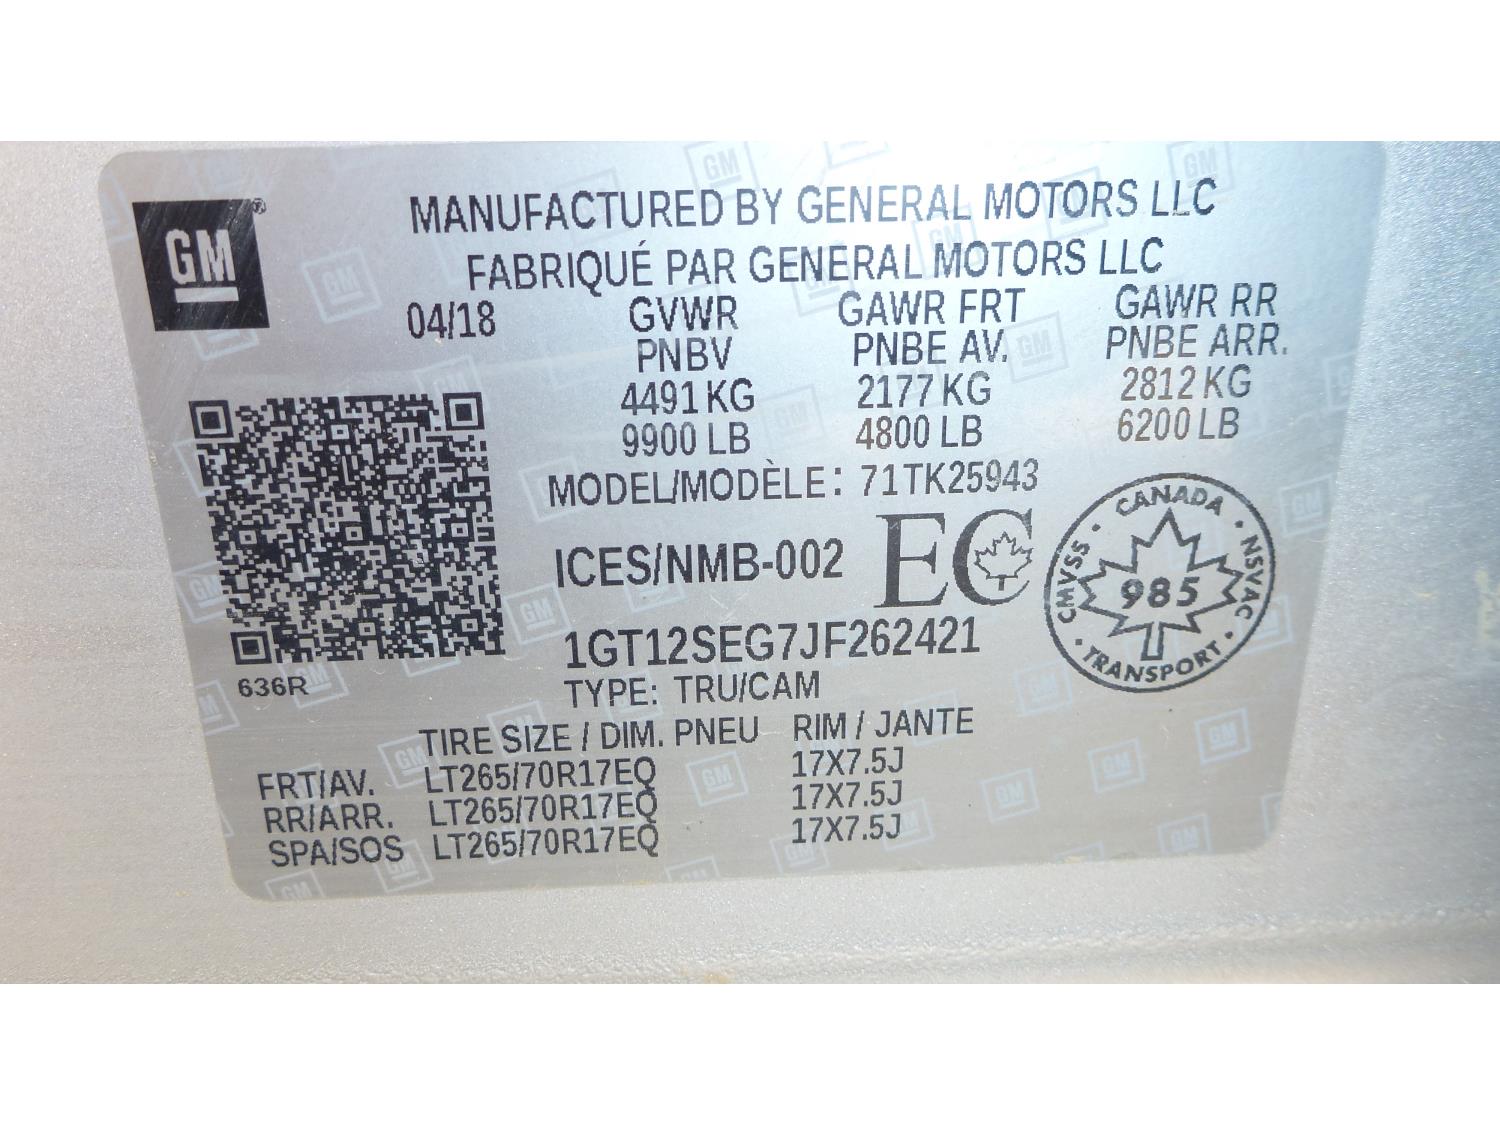 GM®
MANUFACTURED BY GENERAL MOTORS LLC
FABRIQUÉ PAR GENERAL MOTORS LLC
04/18 GVWR GAWR FRT GAWR RR
PNBV PNBE AV. PNBE ARR.
4491 KG 2177 KG 2812 KG
9900 LB 4800 LB 6200 LB
MODEL/MODÈLE: 71TK25943
ICES/NMB-002 EC
CANADA
CMVSS · 985 · NSVAC
TRANSPORT
1GT12SEG7JF262421
636R
TYPE: TRU/CAM
TIRE SIZE / DIM. PNEU RIM / JANTE
FRT/AV. LT265/70R17EQ 17X7.5J
RR/ARR. LT265/70R17EQ 17X7.5J
SPA/SOS LT265/70R17EQ 17X7.5J